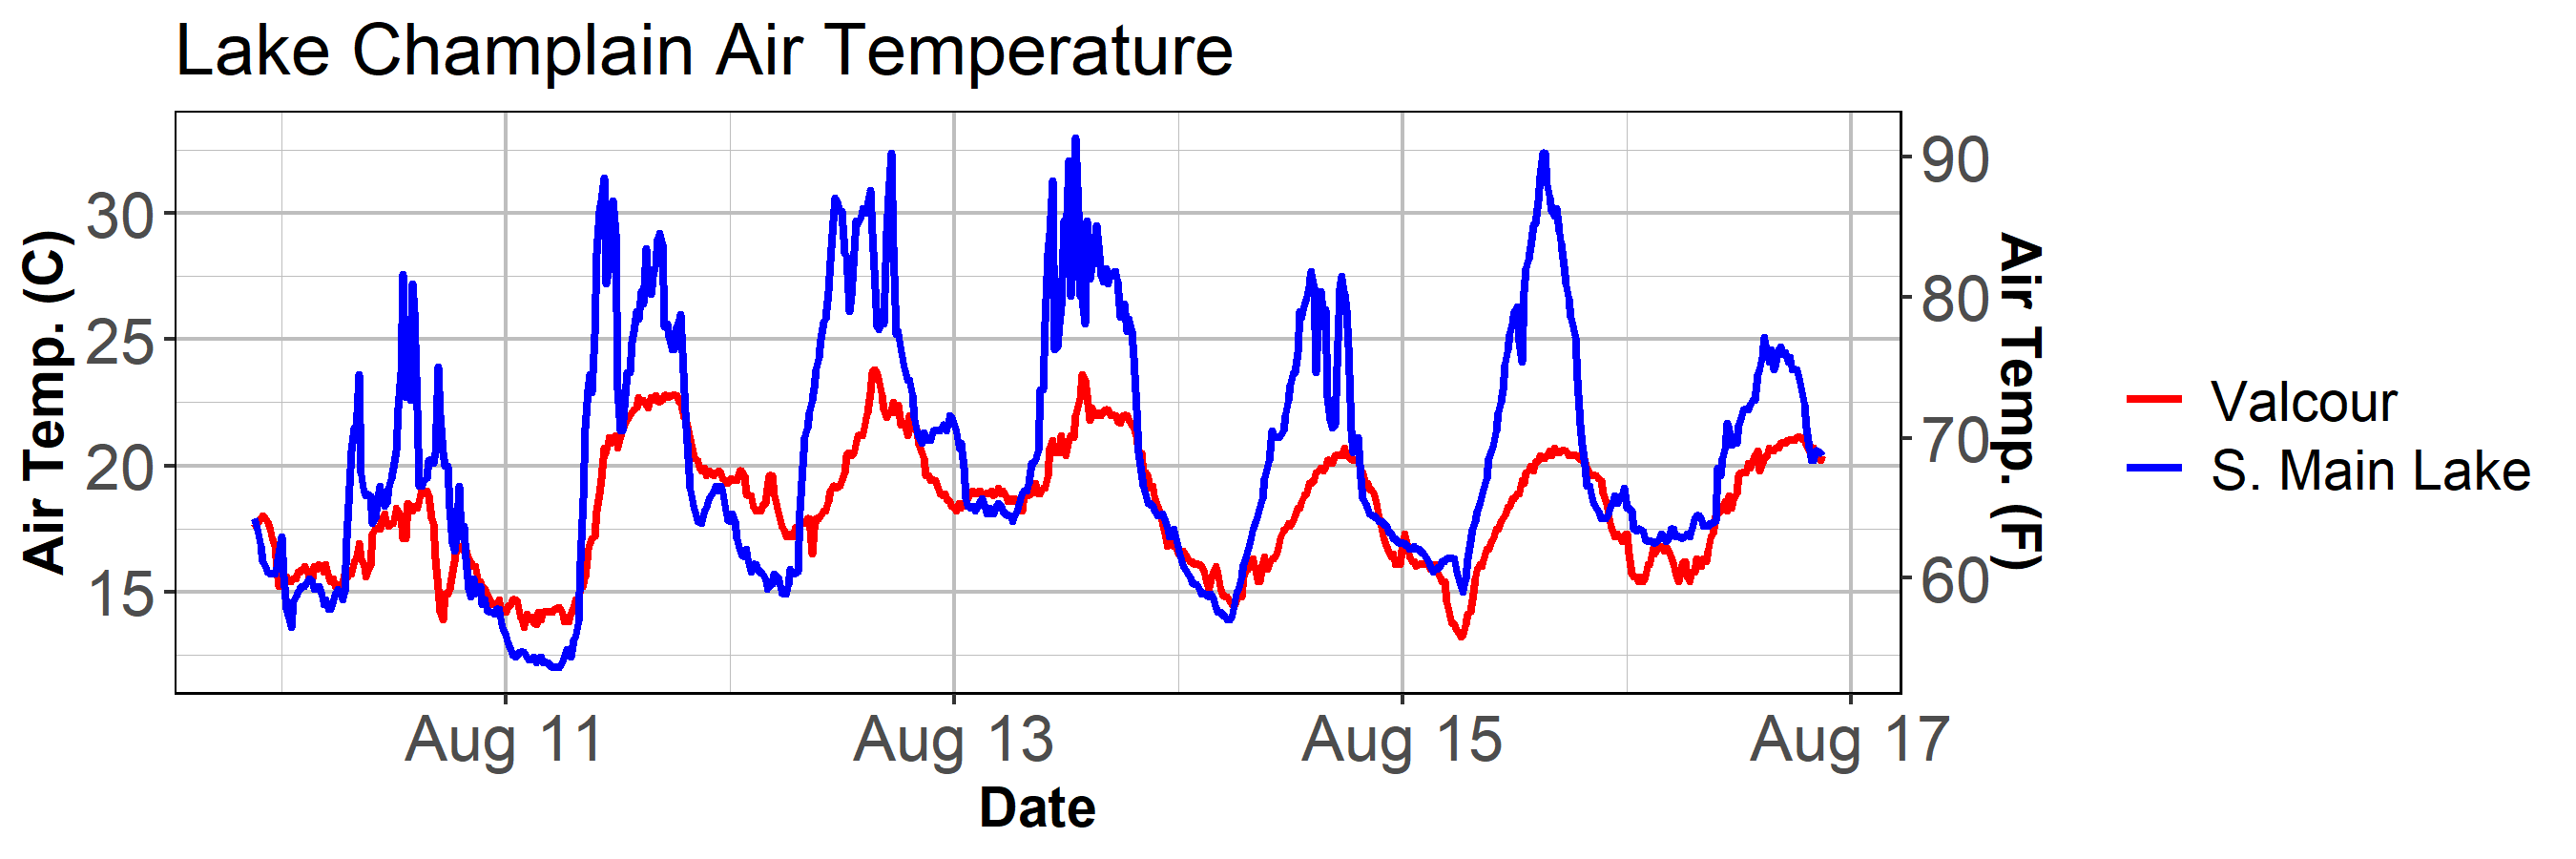 Lake Champlain Air Temperature
Air Temp. (C)
30
25
20
15
90
80
70
60
Air Temp. (F)
Aug 11
Aug 13
Aug 15
Aug 17
Date
Valcour
S. Main Lake